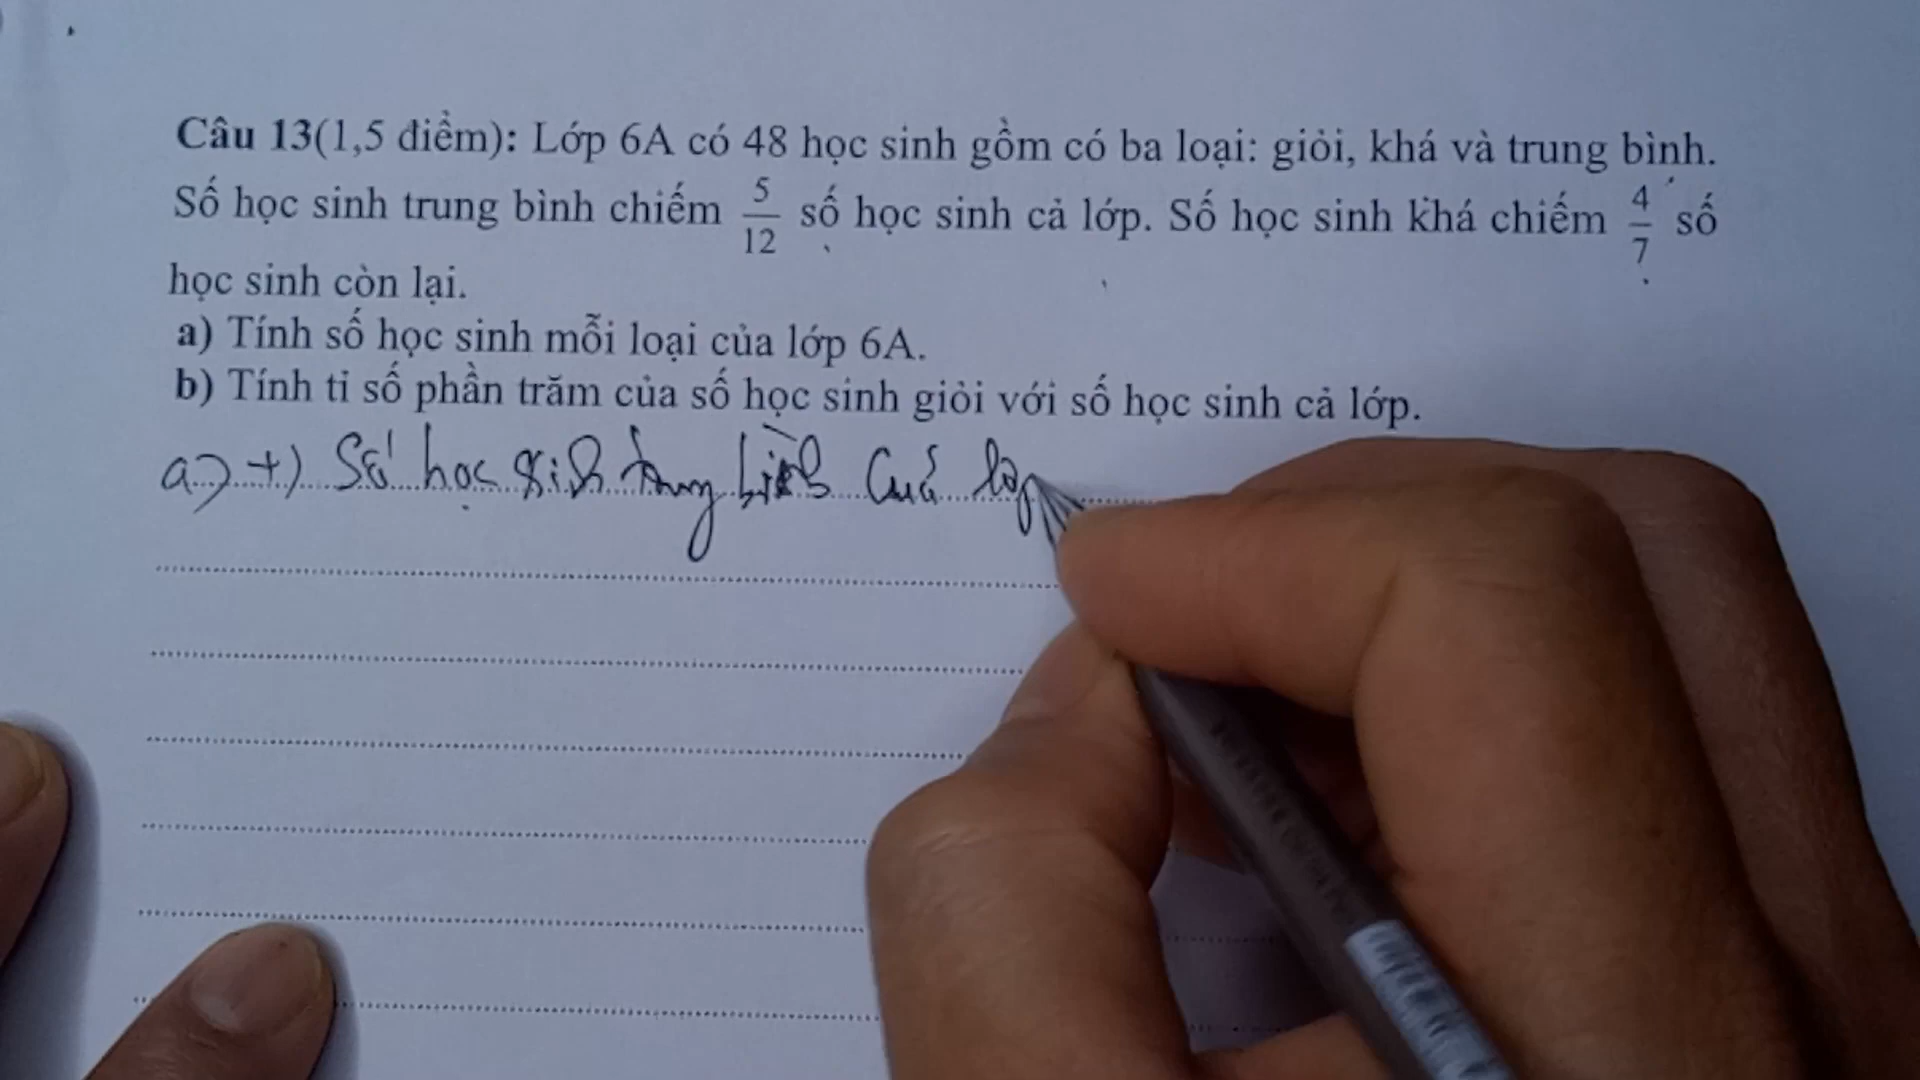 Câu 13(1,5 điểm): Lớp 6A có 48 học sinh gồm có ba loại: giỏi, khá và trung bình.
Số học sinh trung bình chiếm 5/12 số học sinh cả lớp. Số học sinh khá chiếm 4/7 số
học sinh còn lại.
a) Tính số học sinh mỗi loại của lớp 6A.
b) Tính tỉ số phần trăm của số học sinh giỏi với số học sinh cả lớp.
a) +) Số học sinh trung bình của lớp